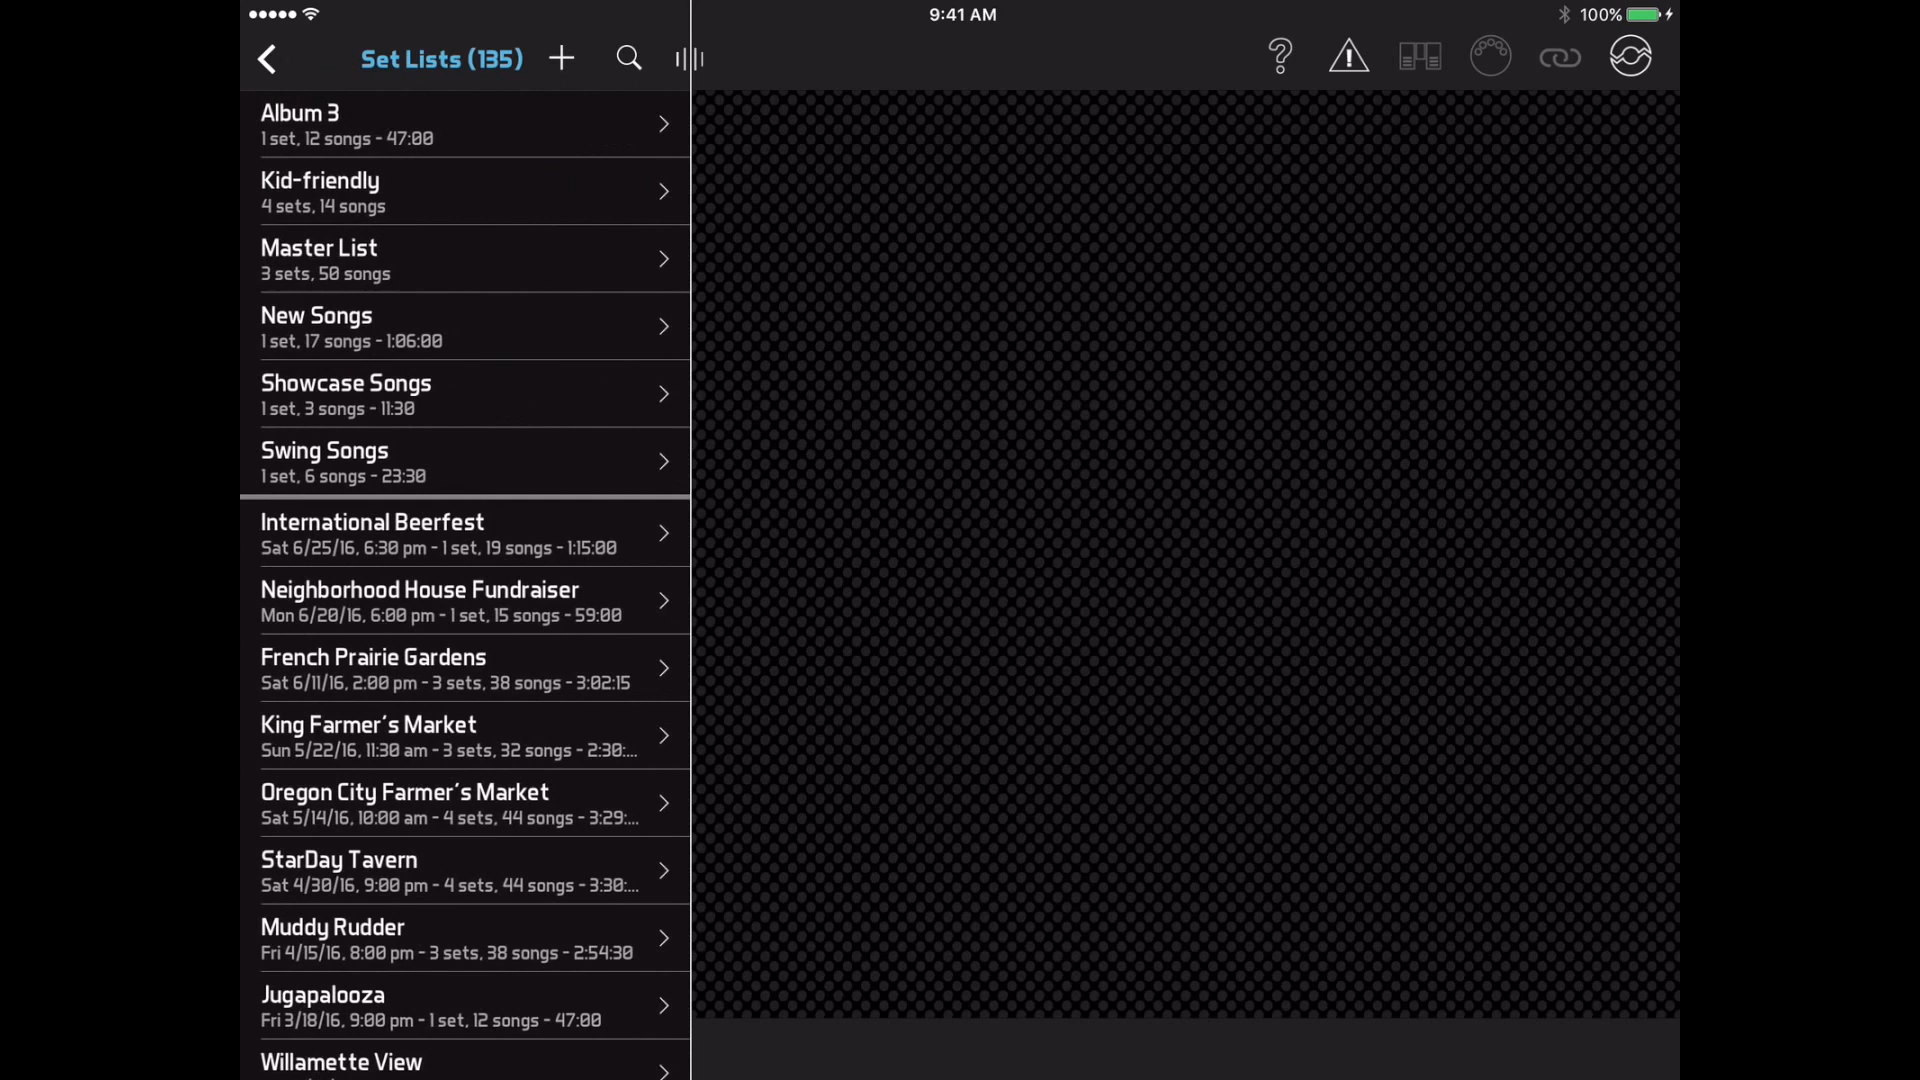 9:41 AM
100%
Set Lists (135)
Album 3
1 set, 12 songs - 47:00
Kid-friendly
4 sets, 14 songs
Master List
3 sets, 50 songs
New Songs
1 set, 17 songs - 1:06:00
Showcase Songs
1 set, 3 songs - 11:30
Swing Songs
1 set, 6 songs - 23:30
International Beerfest
Sat 6/25/16, 6:30 pm - 1 set, 19 songs - 1:15:00
Neighborhood House Fundraiser
Mon 6/20/16, 6:00 pm - 1 set, 15 songs - 59:00
French Prairie Gardens
Sat 6/11/16, 2:00 pm - 3 sets, 38 songs - 3:02:15
King Farmer's Market
Sun 5/22/16, 11:30 am - 3 sets, 32 songs - 2:30:...
Oregon City Farmer's Market
Sat 5/14/16, 10:00 am - 4 sets, 44 songs - 3:29:...
StarDay Tavern
Sat 4/30/16, 9:00 pm - 4 sets, 44 songs - 3:30:...
Muddy Rudder
Fri 4/15/16, 8:00 pm - 3 sets, 38 songs - 2:54:30
Jugapalooza
Fri 3/18/16, 9:00 pm - 1 set, 12 songs - 47:00
Willamette View